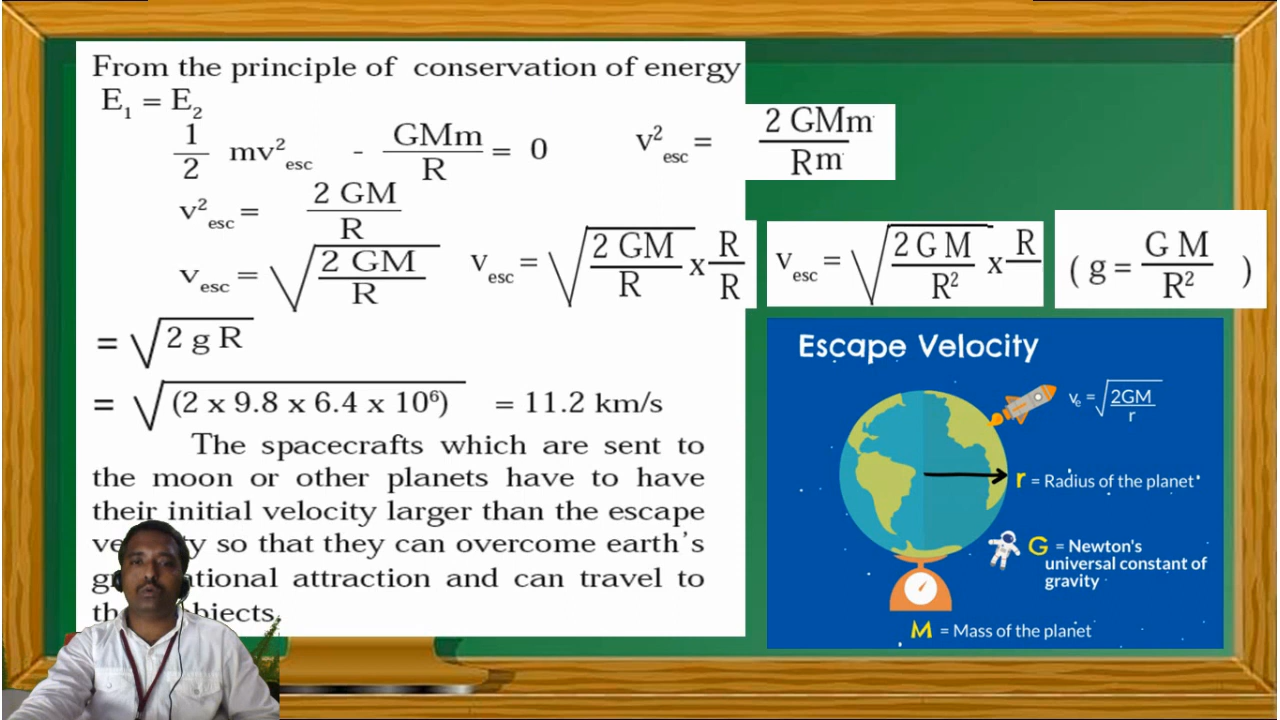 From the principle of conservation of energy
E₁ = E₂
1/2 mv²esc - GMm/R = 0 v²esc = 2 GMm/Rm
v²esc = 2 GM/R
vesc = √(2 GM/R) vesc = √(2 GM/R x R/R) vesc = √(2 G M/R² x R) ( g = G M/R² )
= √(2 g R)
= √(2 x 9.8 x 6.4 x 10⁶) = 11.2 km/s
The spacecrafts which are sent to
the moon or other planets have to have
their initial velocity larger than the escape
so that they can overcome earth's
attraction and can travel to
Escape Velocity
vₑ = √(2GM/r)
r = Radius of the planet
G = Newton's
universal constant of
gravity
M = Mass of the planet